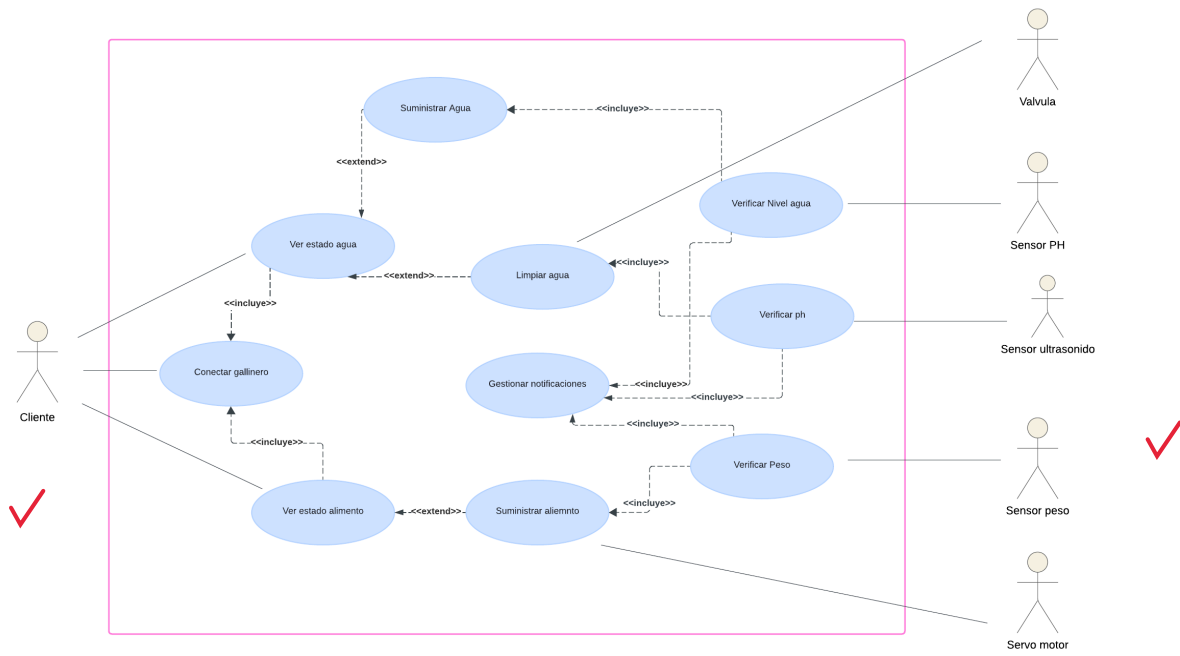 Valvula
Suministrar Agua
<<incluye>>
<<extend>>
Verificar Nivel agua
Sensor PH
Ver estado agua
<<incluye>>
Limpiar agua
<<extend>>
<<incluye>>
Verificar ph
Sensor ultrasonido
Conectar gallinero
Gestionar notificaciones
<<incluye>>
<<incluye>>
Cliente
<<incluye>>
<<incluye>>
Verificar Peso
<<incluye>>
Ver estado alimento
<<extend>>
Suministrar aliemnto
Sensor peso
Servo motor